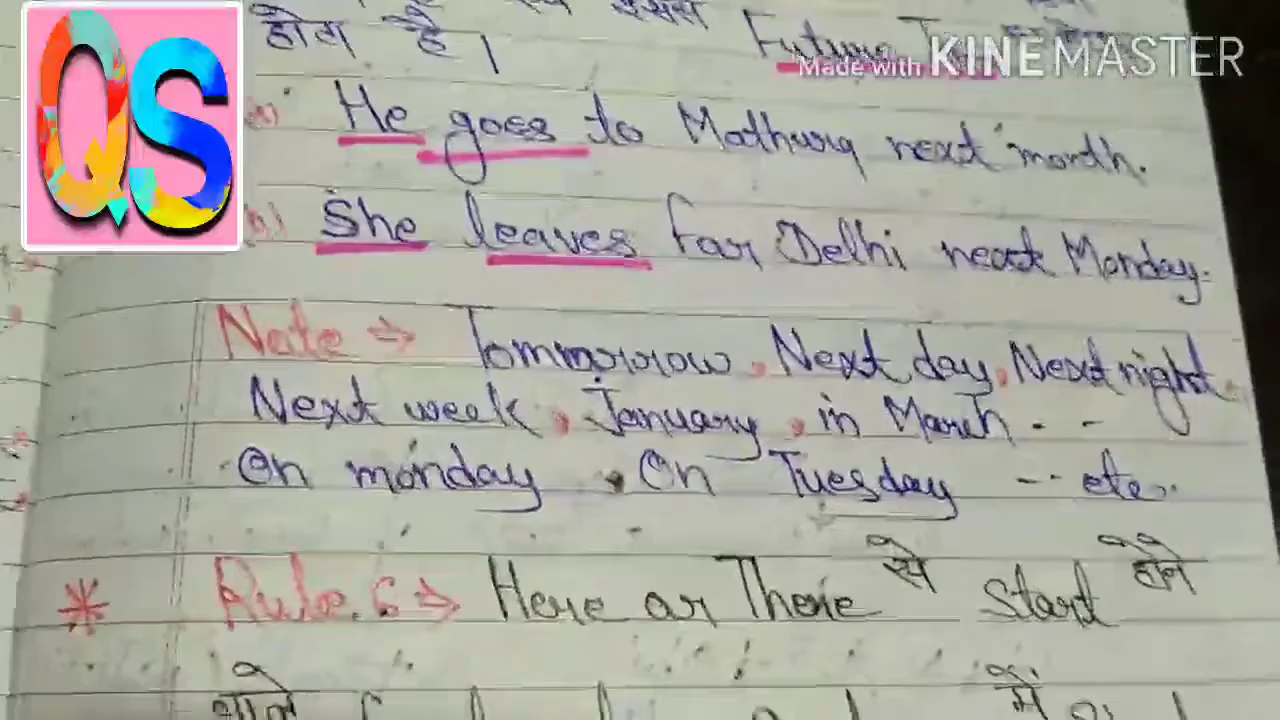 QS
होता है।
Future
Made with KINEMASTER
He goes to Mathura next month.
(b) She leaves for Delhi next Monday.
Note → Tommorrow, Next day, Next night,
Next week, January, in March - -
On monday, On Tuesday --- etc.
* Rule. 6 → Here or There से start होने
वाले
में